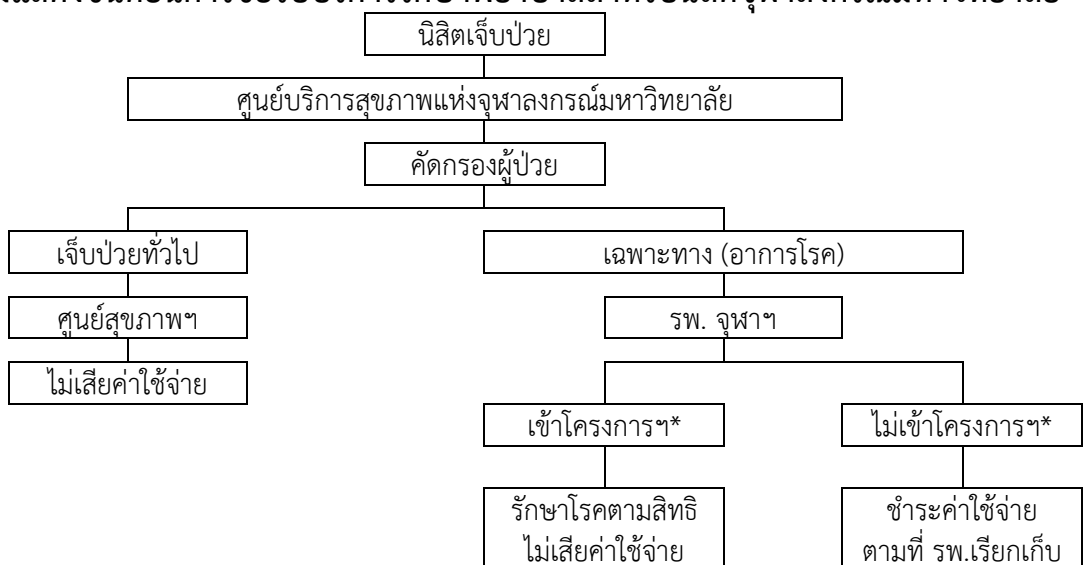 นิสิตเจ็บป่วย
ศูนย์บริการสุขภาพแห่งจุฬาลงกรณ์มหาวิทยาลัย
คัดกรองผู้ป่วย
เจ็บป่วยทั่วไป
เฉพาะทาง (อาการโรค)
ศูนย์สุขภาพฯ
รพ. จุฬาฯ
ไม่เสียค่าใช้จ่าย
เข้าโครงการฯ*
ไม่เข้าโครงการฯ*
รักษาโรคตามสิทธิ
ไม่เสียค่าใช้จ่าย
ชำระค่าใช้จ่าย
ตามที่ รพ.เรียกเก็บ